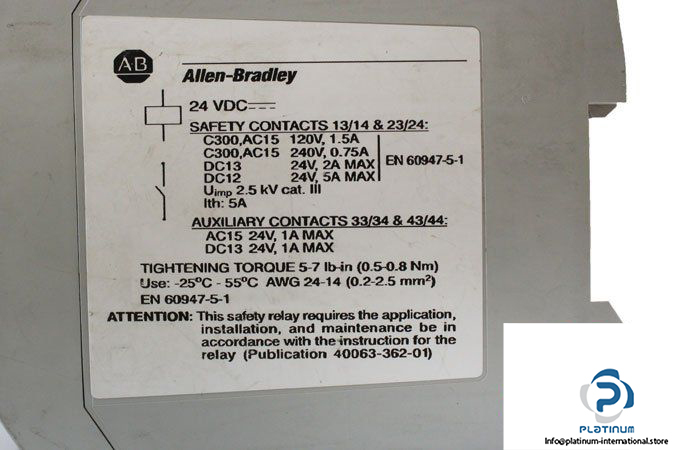 AB
Allen-Bradley
24 VDC
SAFETY CONTACTS 13/14 & 23/24:
C300,AC15 120V, 1.5A
C300,AC15 240V, 0.75A
DC13 24V, 2A MAX
DC12 24V, 5A MAX
EN 60947-5-1
Uimp 2.5 kV cat. III
Ith: 5A
AUXILIARY CONTACTS 33/34 & 43/44:
AC15 24V, 1A MAX
DC13 24V, 1A MAX
TIGHTENING TORQUE 5-7 lb-in (0.5-0.8 Nm)
Use: -25ºC - 55ºC AWG 24-14 (0.2-2.5 mm²)
EN 60947-5-1
ATTENTION: This safety relay requires the application,
installation, and maintenance be in
accordance with the instruction for the
relay (Publication 40063-362-01)
PLATINUM
Info@platinum-international.store